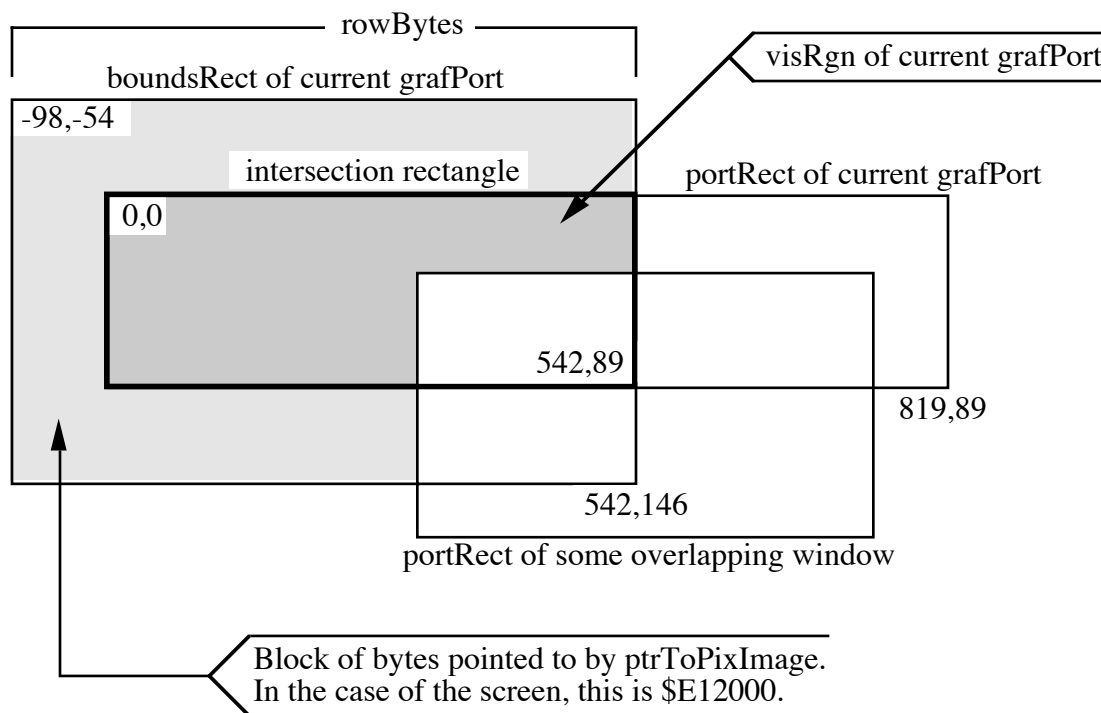 rowBytes
visRgn of current grafPort
boundsRect of current grafPort
-98,-54
intersection rectangle
portRect of current grafPort
0,0
542,89
819,89
542,146
portRect of some overlapping window
Block of bytes pointed to by ptrToPixImage.
In the case of the screen, this is $E12000.